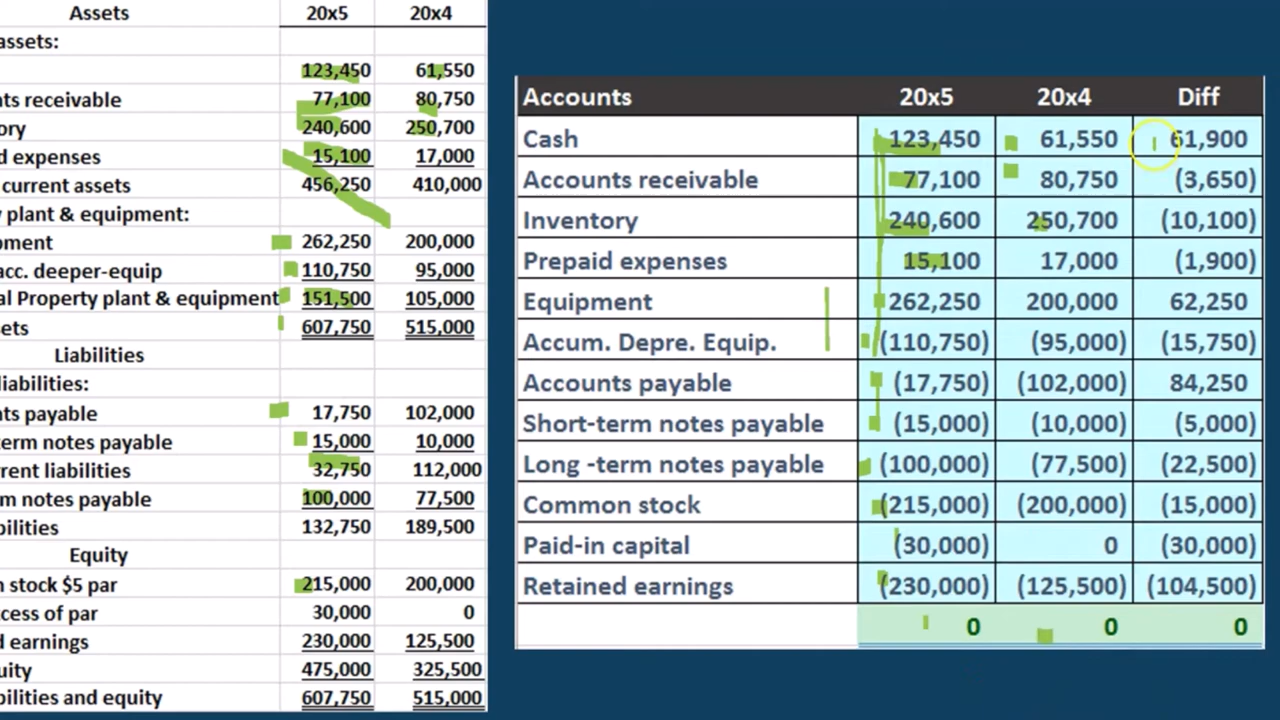 Assets 20x5 20x4
assets:
123,450 61,550
ts receivable 77,100 80,750
ory 240,600 250,700
d expenses 15,100 17,000
current assets 456,250 410,000
y plant & equipment:
pment 262,250 200,000
acc. deeper-equip 110,750 95,000
al Property plant & equipment 151,500 105,000
sets 607,750 515,000
Liabilities
liabilities:
ts payable 17,750 102,000
term notes payable 15,000 10,000
rrent liabilities 32,750 112,000
m notes payable 100,000 77,500
bilities 132,750 189,500
Equity
n stock $5 par 215,000 200,000
xcess of par 30,000 0
d earnings 230,000 125,500
quity 475,000 325,500
bilities and equity 607,750 515,000
Accounts 20x5 20x4 Diff
Cash 123,450 61,550 61,900
Accounts receivable 77,100 80,750 (3,650)
Inventory 240,600 250,700 (10,100)
Prepaid expenses 15,100 17,000 (1,900)
Equipment 262,250 200,000 62,250
Accum. Depre. Equip. (110,750) (95,000) (15,750)
Accounts payable (17,750) (102,000) 84,250
Short-term notes payable (15,000) (10,000) (5,000)
Long -term notes payable (100,000) (77,500) (22,500)
Common stock (215,000) (200,000) (15,000)
Paid-in capital (30,000) 0 (30,000)
Retained earnings (230,000) (125,500) (104,500)
0 0 0